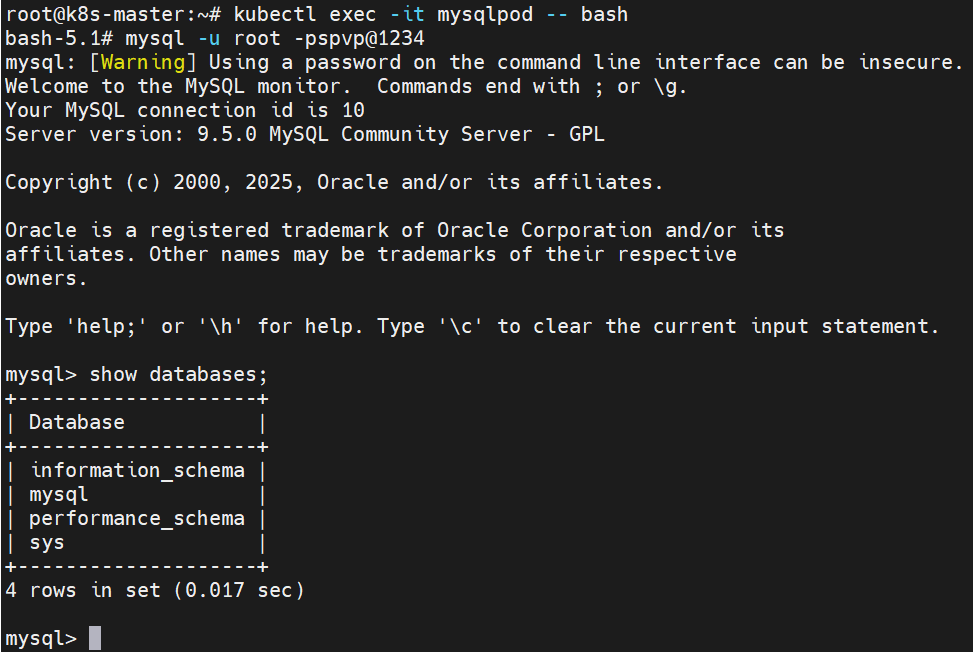 root@k8s-master:~# kubectl exec -it mysqlpod -- bash
bash-5.1# mysql -u root -pspvp@1234
mysql: [Warning] Using a password on the command line interface can be insecure.
Welcome to the MySQL monitor.  Commands end with ; or \g.
Your MySQL connection id is 10
Server version: 9.5.0 MySQL Community Server - GPL

Copyright (c) 2000, 2025, Oracle and/or its affiliates.

Oracle is a registered trademark of Oracle Corporation and/or its
affiliates. Other names may be trademarks of their respective
owners.

Type 'help;' or '\h' for help. Type '\c' to clear the current input statement.

mysql> show databases;
+--------------------+
| Database           |
+--------------------+
| information_schema |
| mysql              |
| performance_schema |
| sys                |
+--------------------+
4 rows in set (0.017 sec)

mysql>